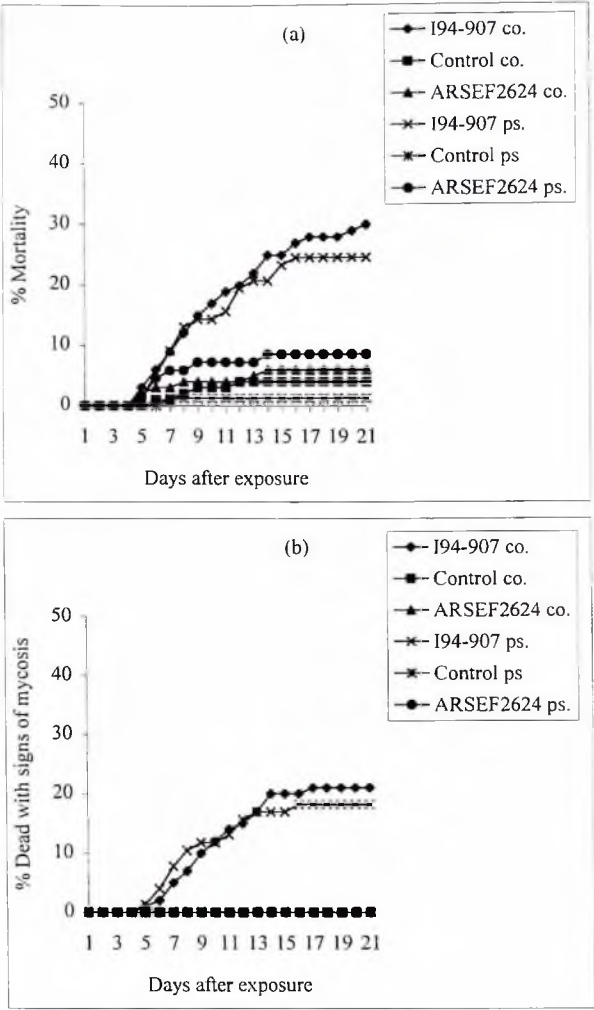 (a)
I94-907 co.
Control co.
ARSEF2624 co.
I94-907 ps.
Control ps
ARSEF2624 ps.
50
40
30
20
10
0
% Mortality
1 3 5 7 9 11 13 15 17 19 21
Days after exposure
(b)
I94-907 co.
Control co.
ARSEF2624 co.
I94-907 ps.
Control ps
ARSEF2624 ps.
50
40
30
20
10
0
% Dead with signs of mycosis
1 3 5 7 9 11 13 15 17 19 21
Days after exposure